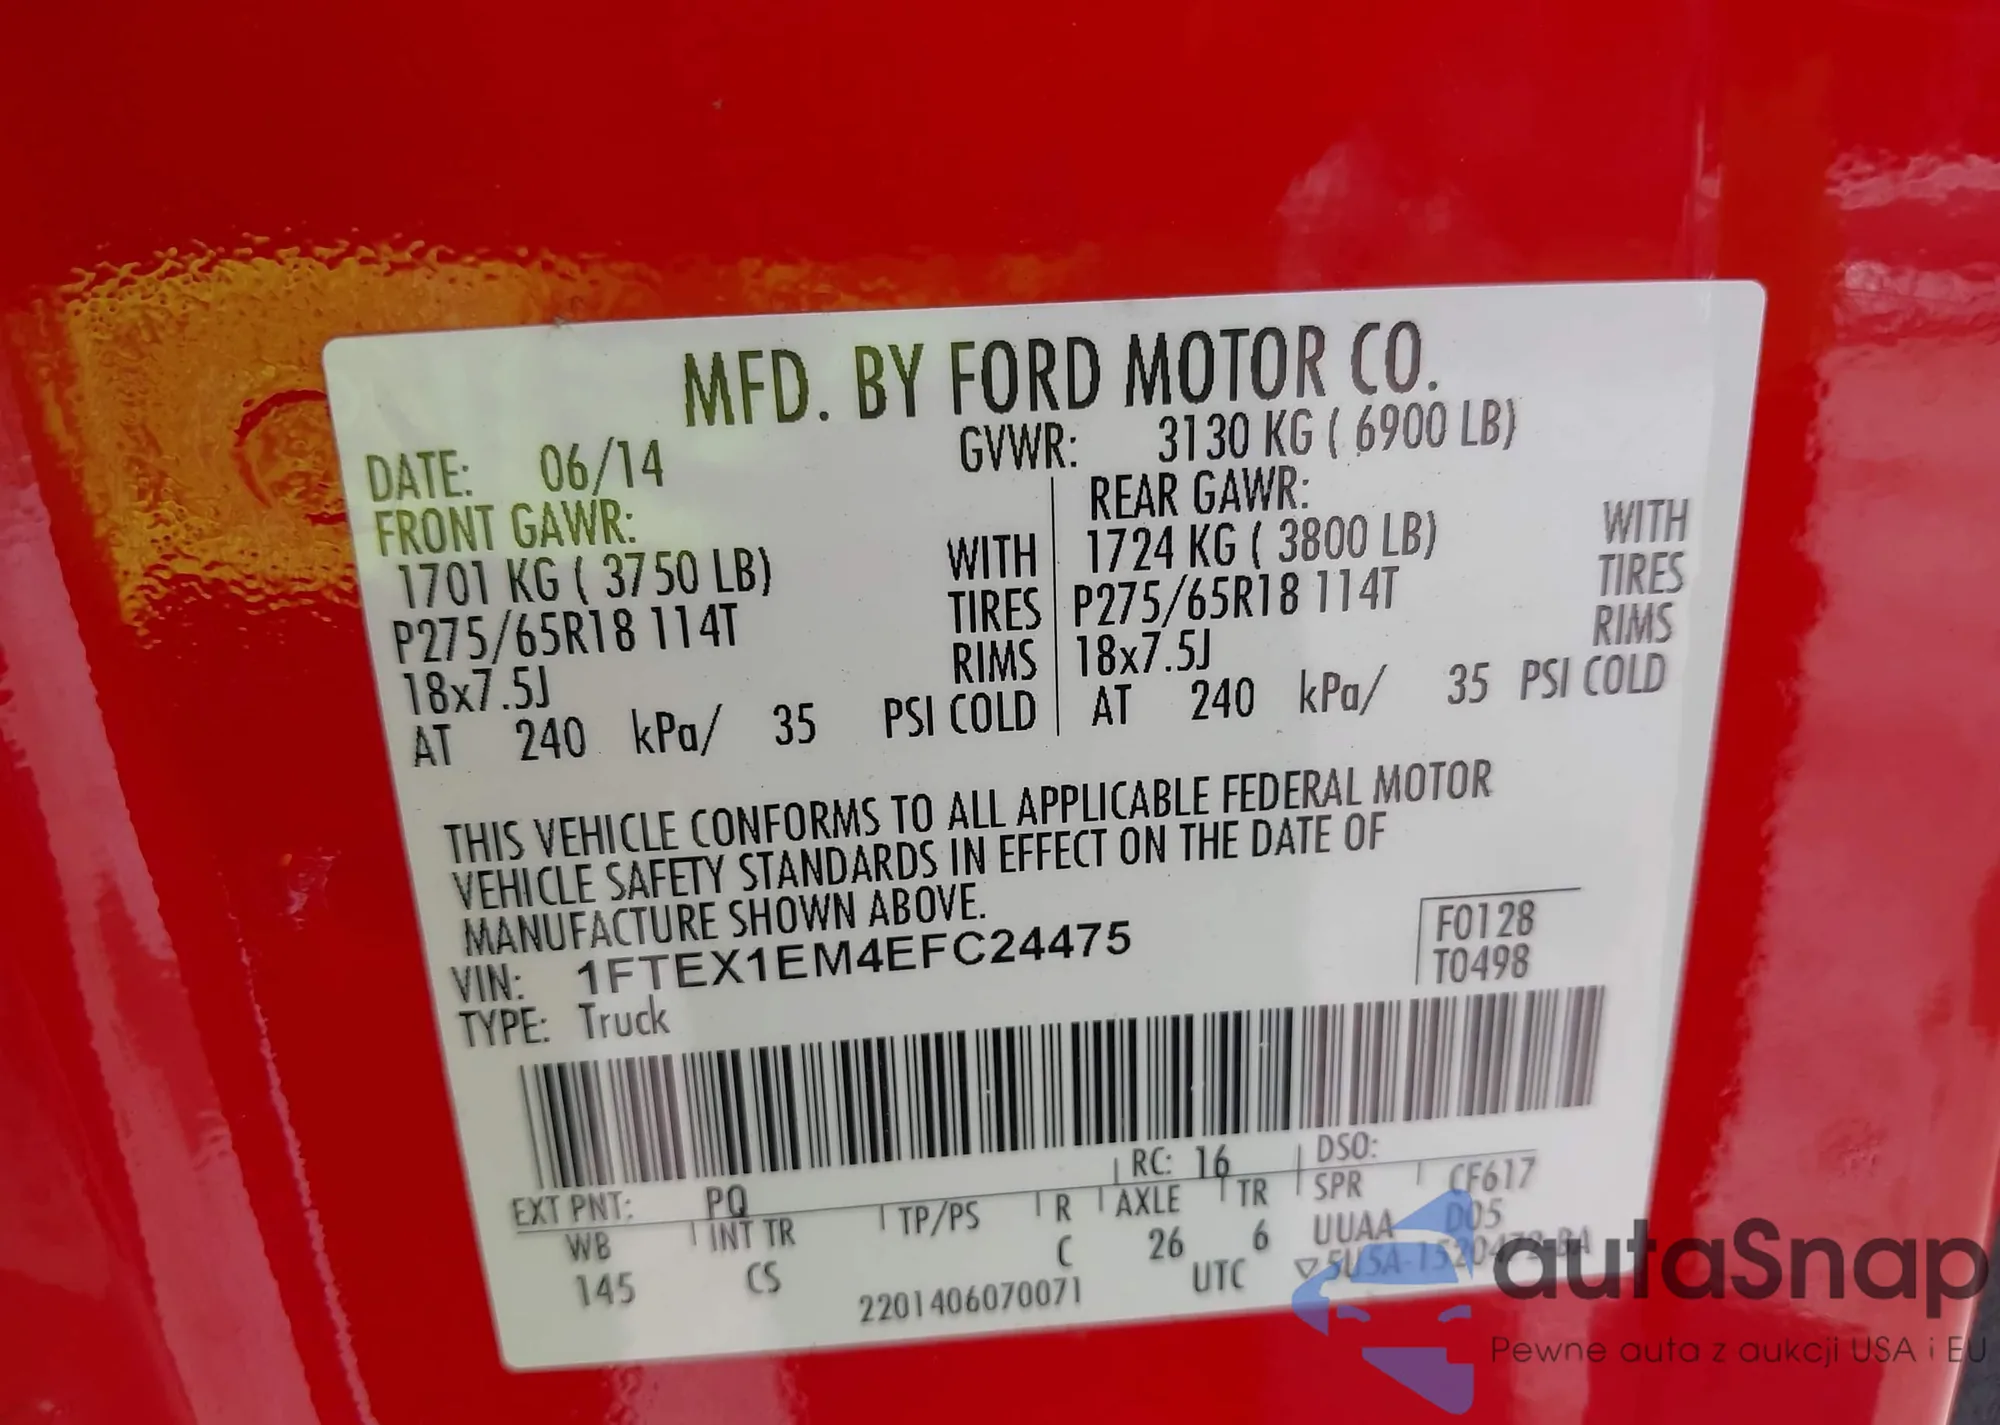 MFD. BY FORD MOTOR CO.
DATE: 06/14 GVWR: 3130 KG ( 6900 LB)
FRONT GAWR: REAR GAWR:
1701 KG ( 3750 LB) WITH 1724 KG ( 3800 LB) WITH
P275/65R18 114T TIRES P275/65R18 114T TIRES
18x7.5J RIMS 18x7.5J RIMS
AT 240 kPa/ 35 PSI COLD AT 240 kPa/ 35 PSI COLD
THIS VEHICLE CONFORMS TO ALL APPLICABLE FEDERAL MOTOR
VEHICLE SAFETY STANDARDS IN EFFECT ON THE DATE OF
MANUFACTURE SHOWN ABOVE.
VIN: 1FTEX1EM4EFC24475
TYPE: Truck
F0128
T0498
EXT PNT: PQ RC: 16 DSO: CF617
WB INT TR TP/PS R AXLE TR SPR D05
145 CS C 26 6 UUAA
2201406070071 UTC ▽5U5A-1520472-BA
autaSnap
Pewne auta z aukcji USA i EU